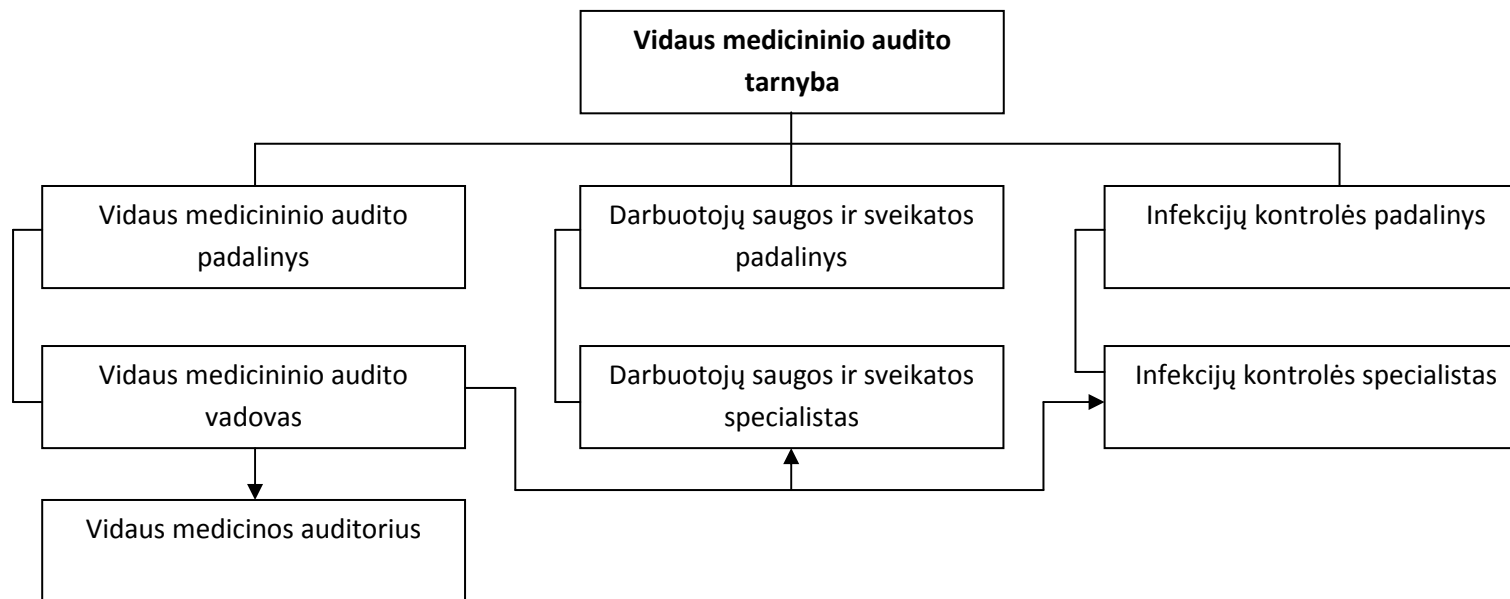 Vidaus medicininio audito
tarnyba
Vidaus medicininio audito
padalinys
Darbuotojų saugos ir sveikatos
padalinys
Infekcijų kontrolės padalinys
Vidaus medicininio audito
vadovas
Darbuotojų saugos ir sveikatos
specialistas
Infekcijų kontrolės specialistas
Vidaus medicinos auditorius